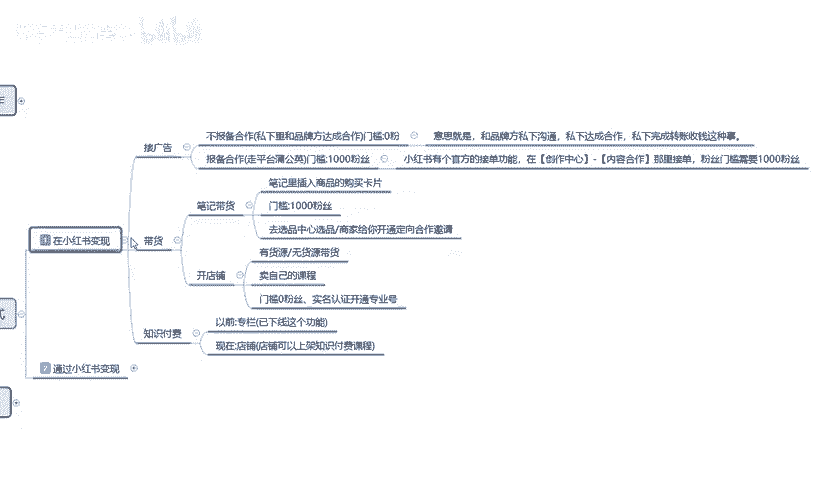 接广告
不报备合作(私下里和品牌方达成合作)门槛:0粉
意思就是，和品牌方私下沟通，私下达成合作，私下完成转账收钱这种事。
报备合作(走平台蒲公英)门槛:1000粉丝
小红书有个官方的接单功能，在【创作中心】-【内容合作】那里接单，粉丝门槛需要1000粉丝
1 在小红书变现
带货
笔记带货
笔记里插入商品的购买卡片
门槛:1000粉丝
去选品中心选品/商家给你开通定向合作邀请
开店铺
有货源/无货源带货
卖自己的课程
门槛0粉丝、实名认证开通专业号
知识付费
以前:专栏(已下线这个功能)
现在:店铺(店铺可以上架知识付费课程)
2 通过小红书变现
式